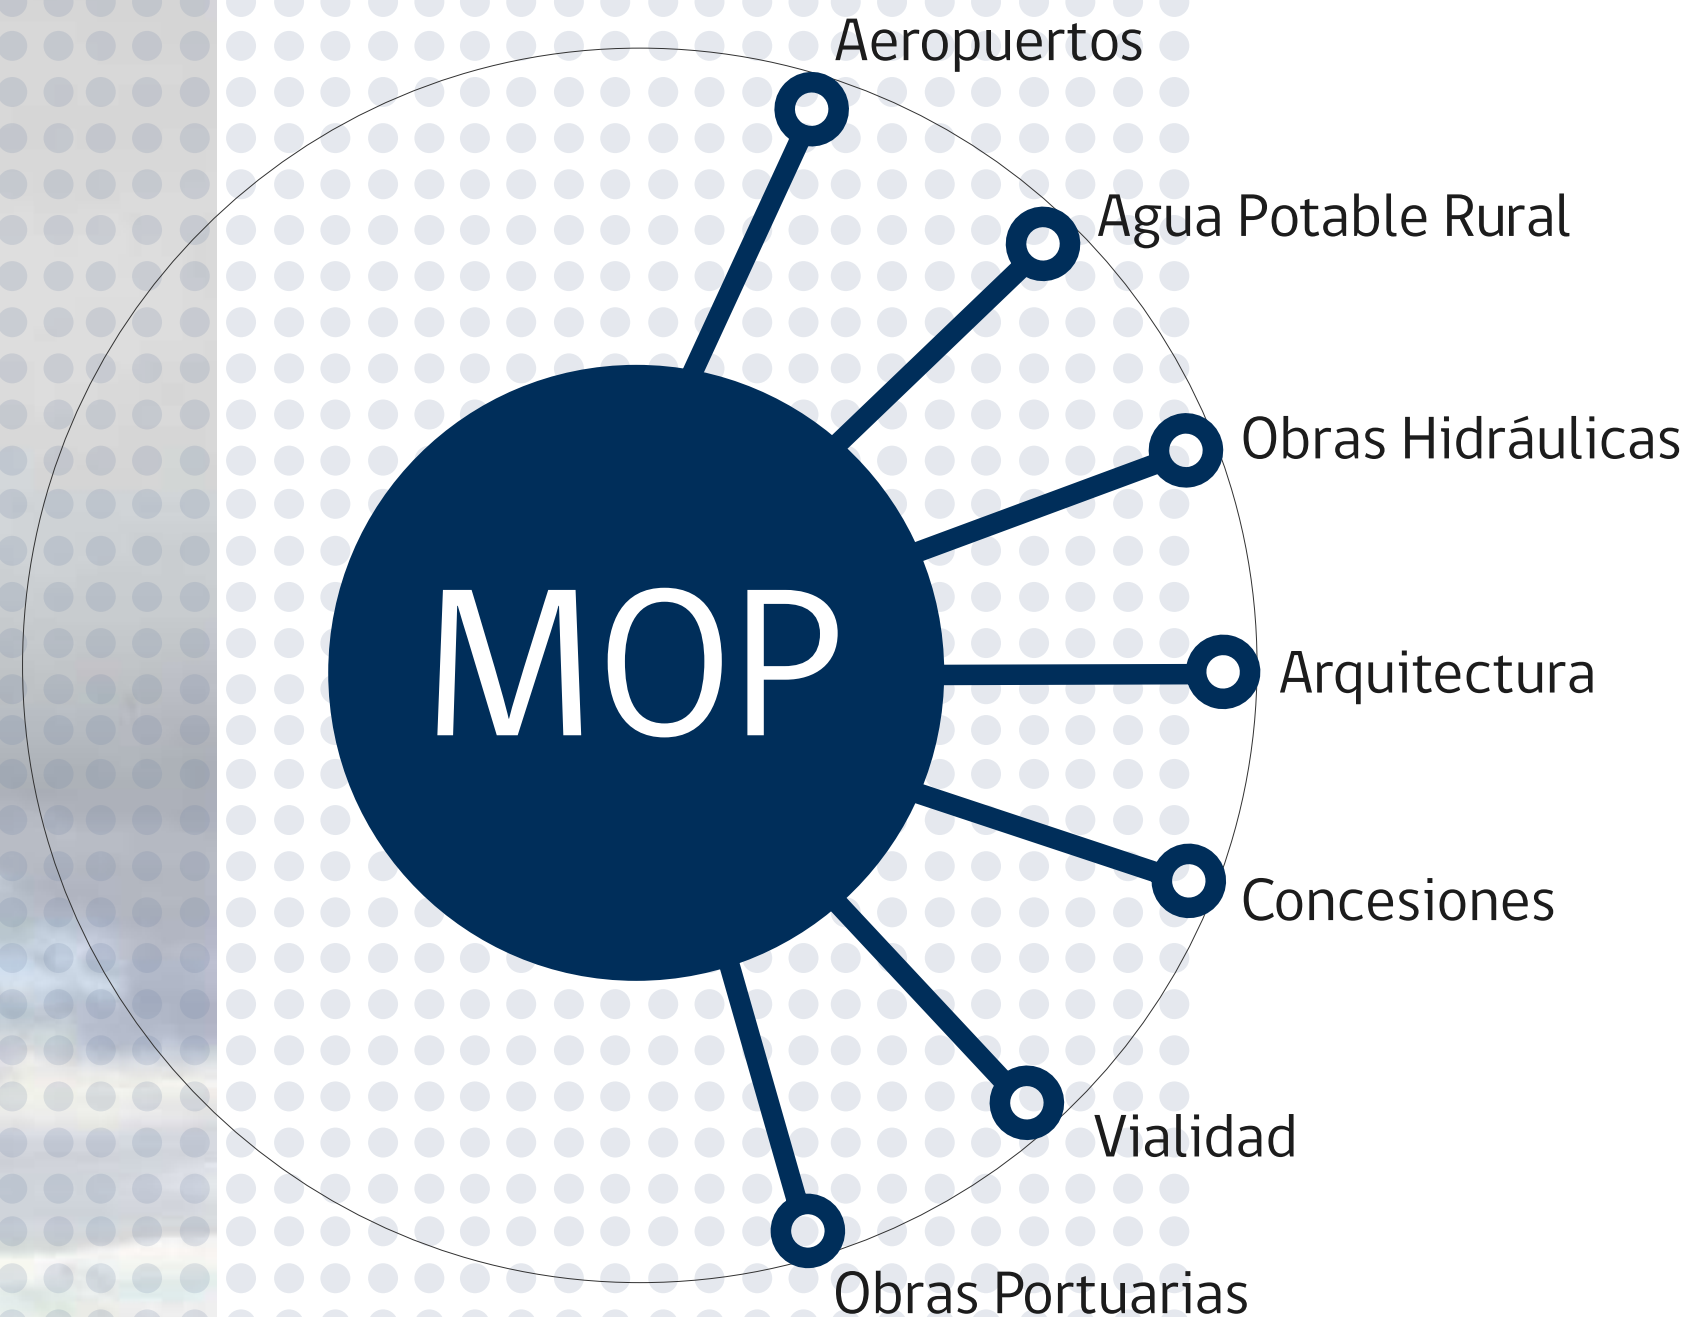 Aeropuertos
Agua Potable Rural
Obras Hidráulicas
MOP
Arquitectura
Concesiones
Vialidad
Obras Portuarias